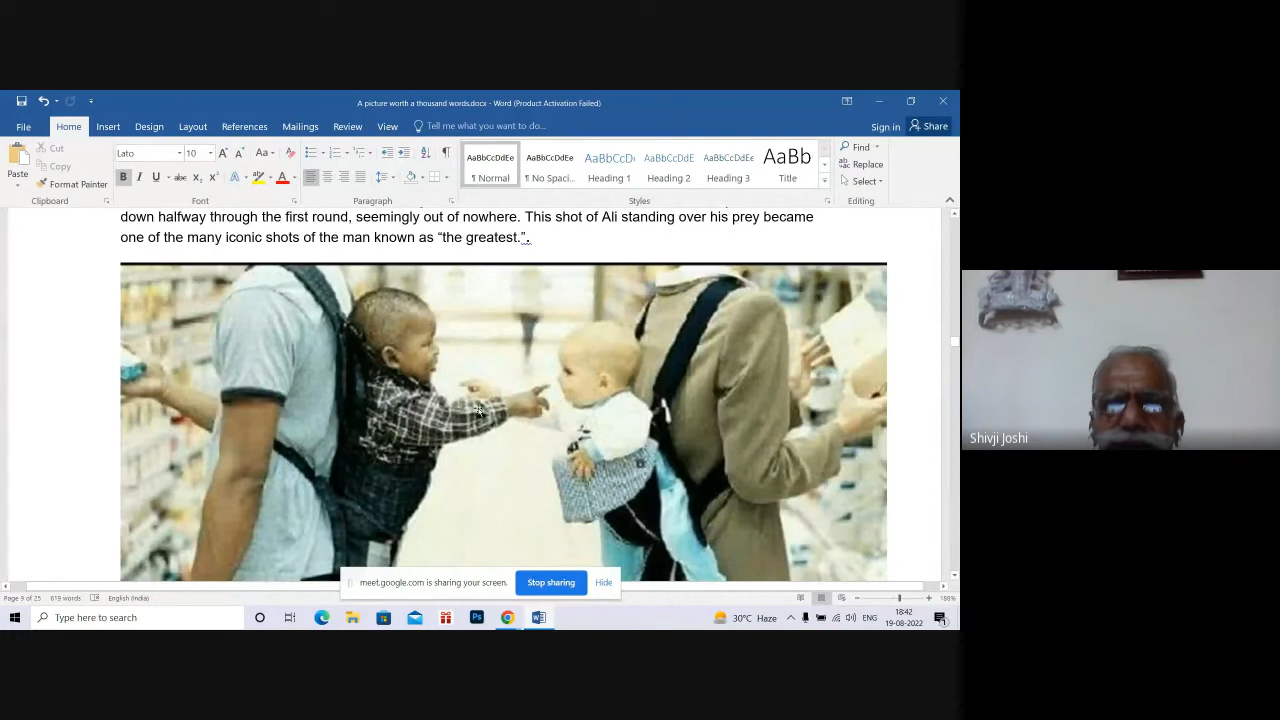 A picture worth a thousand words.docx - Word (Product Activation Failed)
File Home Insert Design Layout References Mailings Review View Tell me what you want to do... Sign in Share
Paste
Cut
Copy
Format Painter
Clipboard
Lato 10
Font
Paragraph
AaBbCcDdEe ¶ Normal
AaBbCcDdEe ¶ No Spaci...
AaBbCcD Heading 1
AaBbCcDdE Heading 2
AaBbCcDdEe Heading 3
AaBb Title
Styles
Find
Replace
Select
Editing
down halfway through the first round, seemingly out of nowhere. This shot of Ali standing over his prey became
one of the many iconic shots of the man known as “the greatest.”.
Shivji Joshi
meet.google.com is sharing your screen. Stop sharing Hide
Page 9 of 25 619 words English (India) 188%
Type here to search
Ps
30°C Haze ENG
18:42
19-08-2022